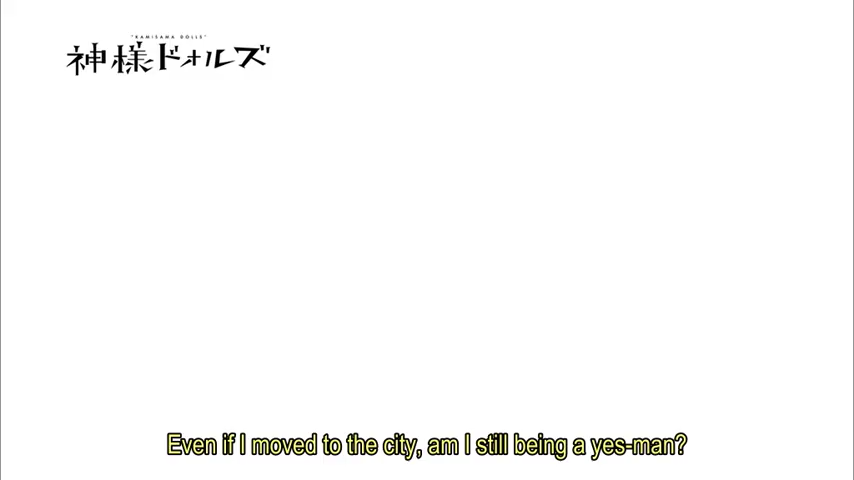 "KAMISAMA DOLLS"
神様ドォルズ
Even if I moved to the city, am I still being a yes-man?